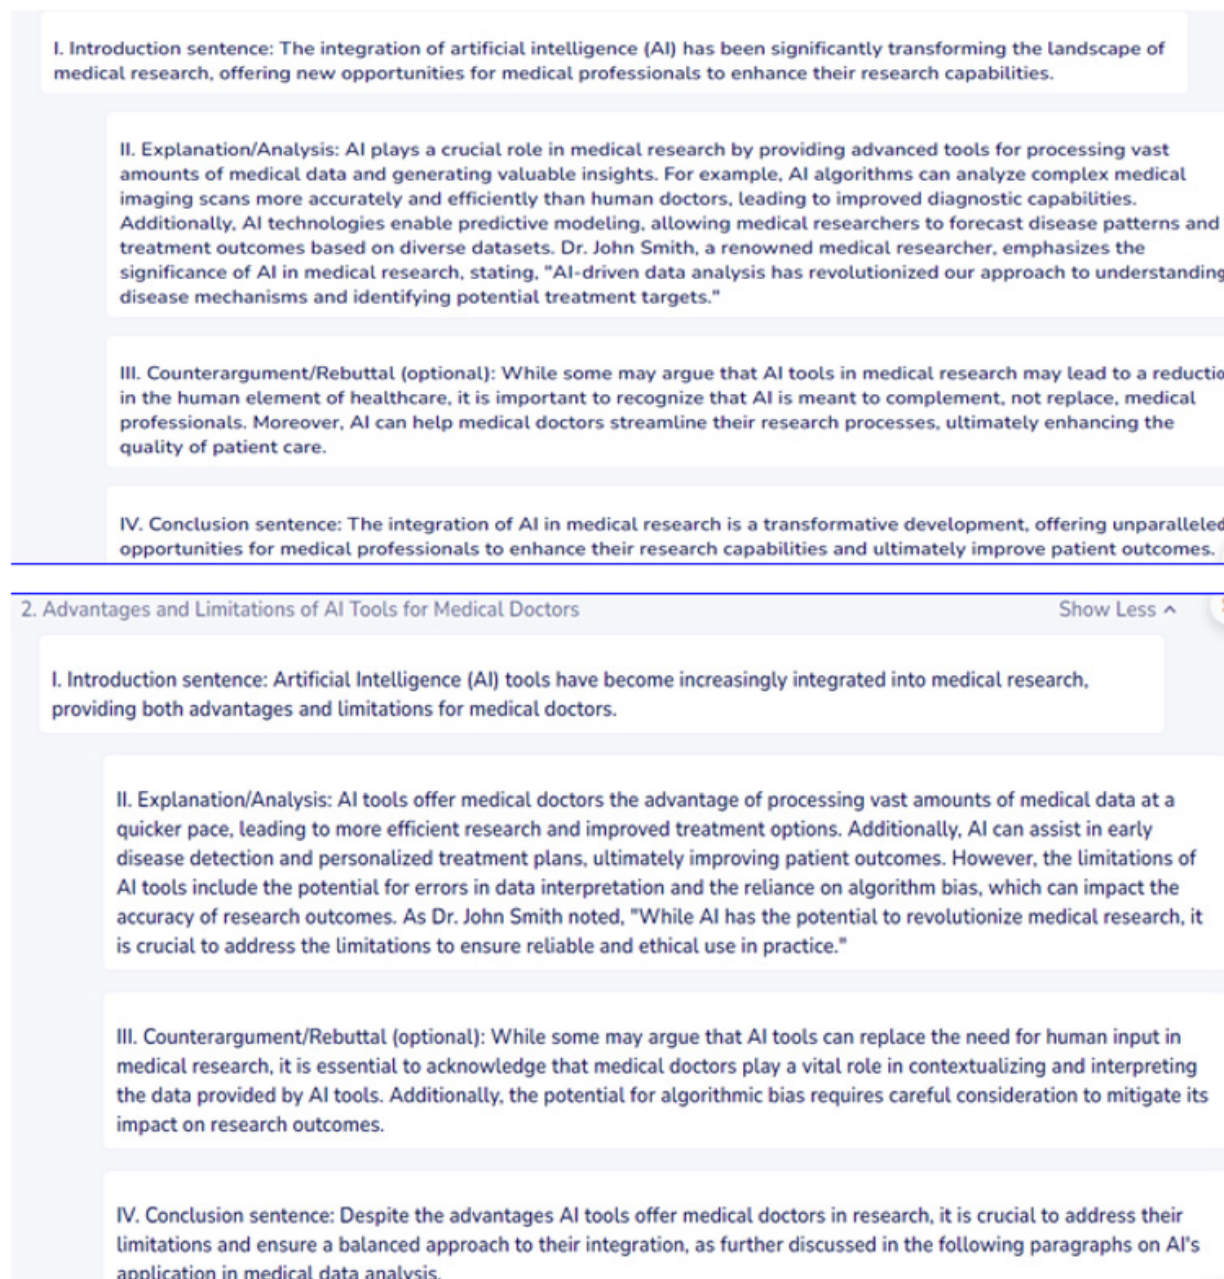 I. Introduction sentence: The integration of artificial intelligence (AI) has been significantly transforming the landscape of
medical research, offering new opportunities for medical professionals to enhance their research capabilities.
II. Explanation/Analysis: AI plays a crucial role in medical research by providing advanced tools for processing vast
amounts of medical data and generating valuable insights. For example, AI algorithms can analyze complex medical
imaging scans more accurately and efficiently than human doctors, leading to improved diagnostic capabilities.
Additionally, AI technologies enable predictive modeling, allowing medical researchers to forecast disease patterns and
treatment outcomes based on diverse datasets. Dr. John Smith, a renowned medical researcher, emphasizes the
significance of AI in medical research, stating, "AI-driven data analysis has revolutionized our approach to understanding
disease mechanisms and identifying potential treatment targets."
III. Counterargument/Rebuttal (optional): While some may argue that AI tools in medical research may lead to a reductio
in the human element of healthcare, it is important to recognize that AI is meant to complement, not replace, medical
professionals. Moreover, AI can help medical doctors streamline their research processes, ultimately enhancing the
quality of patient care.
IV. Conclusion sentence: The integration of AI in medical research is a transformative development, offering unparalleled
opportunities for medical professionals to enhance their research capabilities and ultimately improve patient outcomes.
2. Advantages and Limitations of AI Tools for Medical Doctors Show Less
I. Introduction sentence: Artificial Intelligence (AI) tools have become increasingly integrated into medical research,
providing both advantages and limitations for medical doctors.
II. Explanation/Analysis: AI tools offer medical doctors the advantage of processing vast amounts of medical data at a
quicker pace, leading to more efficient research and improved treatment options. Additionally, AI can assist in early
disease detection and personalized treatment plans, ultimately improving patient outcomes. However, the limitations of
AI tools include the potential for errors in data interpretation and the reliance on algorithm bias, which can impact the
accuracy of research outcomes. As Dr. John Smith noted, "While AI has the potential to revolutionize medical research, it
is crucial to address the limitations to ensure reliable and ethical use in practice."
III. Counterargument/Rebuttal (optional): While some may argue that AI tools can replace the need for human input in
medical research, it is essential to acknowledge that medical doctors play a vital role in contextualizing and interpreting
the data provided by AI tools. Additionally, the potential for algorithmic bias requires careful consideration to mitigate its
impact on research outcomes.
IV. Conclusion sentence: Despite the advantages AI tools offer medical doctors in research, it is crucial to address their
limitations and ensure a balanced approach to their integration, as further discussed in the following paragraphs on AI's
application in medical data analysis.